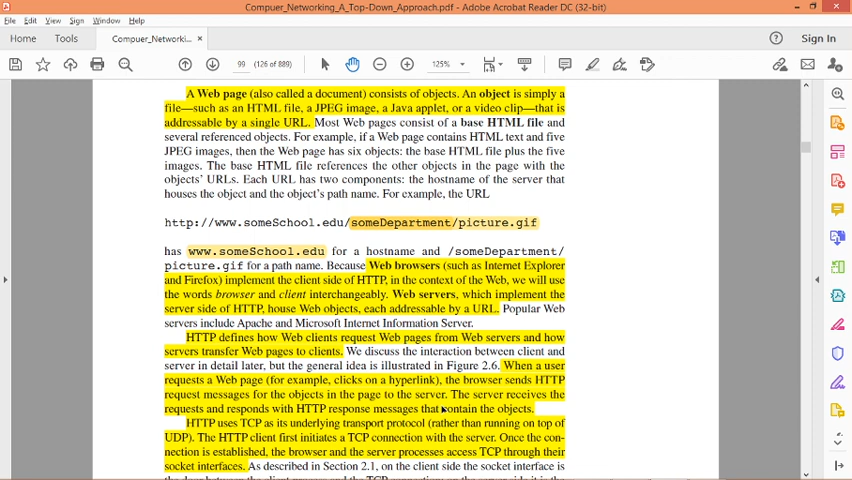 Compuer_Networking_A_Top-Down_Approach.pdf - Adobe Acrobat Reader DC (32-bit)
File Edit View Sign Window Help
Home Tools Compuer_Networki... × Sign In
99 (126 of 889) 125%
A Web page (also called a document) consists of objects. An object is simply a
file—such as an HTML file, a JPEG image, a Java applet, or a video clip—that is
addressable by a single URL. Most Web pages consist of a base HTML file and
several referenced objects. For example, if a Web page contains HTML text and five
JPEG images, then the Web page has six objects: the base HTML file plus the five
images. The base HTML file references the other objects in the page with the
objects' URLs. Each URL has two components: the hostname of the server that
houses the object and the object's path name. For example, the URL
http://www.someSchool.edu/someDepartment/picture.gif
has www.someSchool.edu for a hostname and /someDepartment/
picture.gif for a path name. Because Web browsers (such as Internet Explorer
and Firefox) implement the client side of HTTP, in the context of the Web, we will use
the words browser and client interchangeably. Web servers, which implement the
server side of HTTP, house Web objects, each addressable by a URL. Popular Web
servers include Apache and Microsoft Internet Information Server.
HTTP defines how Web clients request Web pages from Web servers and how
servers transfer Web pages to clients. We discuss the interaction between client and
server in detail later, but the general idea is illustrated in Figure 2.6. When a user
requests a Web page (for example, clicks on a hyperlink), the browser sends HTTP
request messages for the objects in the page to the server. The server receives the
requests and responds with HTTP response messages that contain the objects.
HTTP uses TCP as its underlying transport protocol (rather than running on top of
UDP). The HTTP client first initiates a TCP connection with the server. Once the con-
nection is established, the browser and the server processes access TCP through their
socket interfaces. As described in Section 2.1, on the client side the socket interface is
the door between the client process and the TCP connection; on the server side it is the